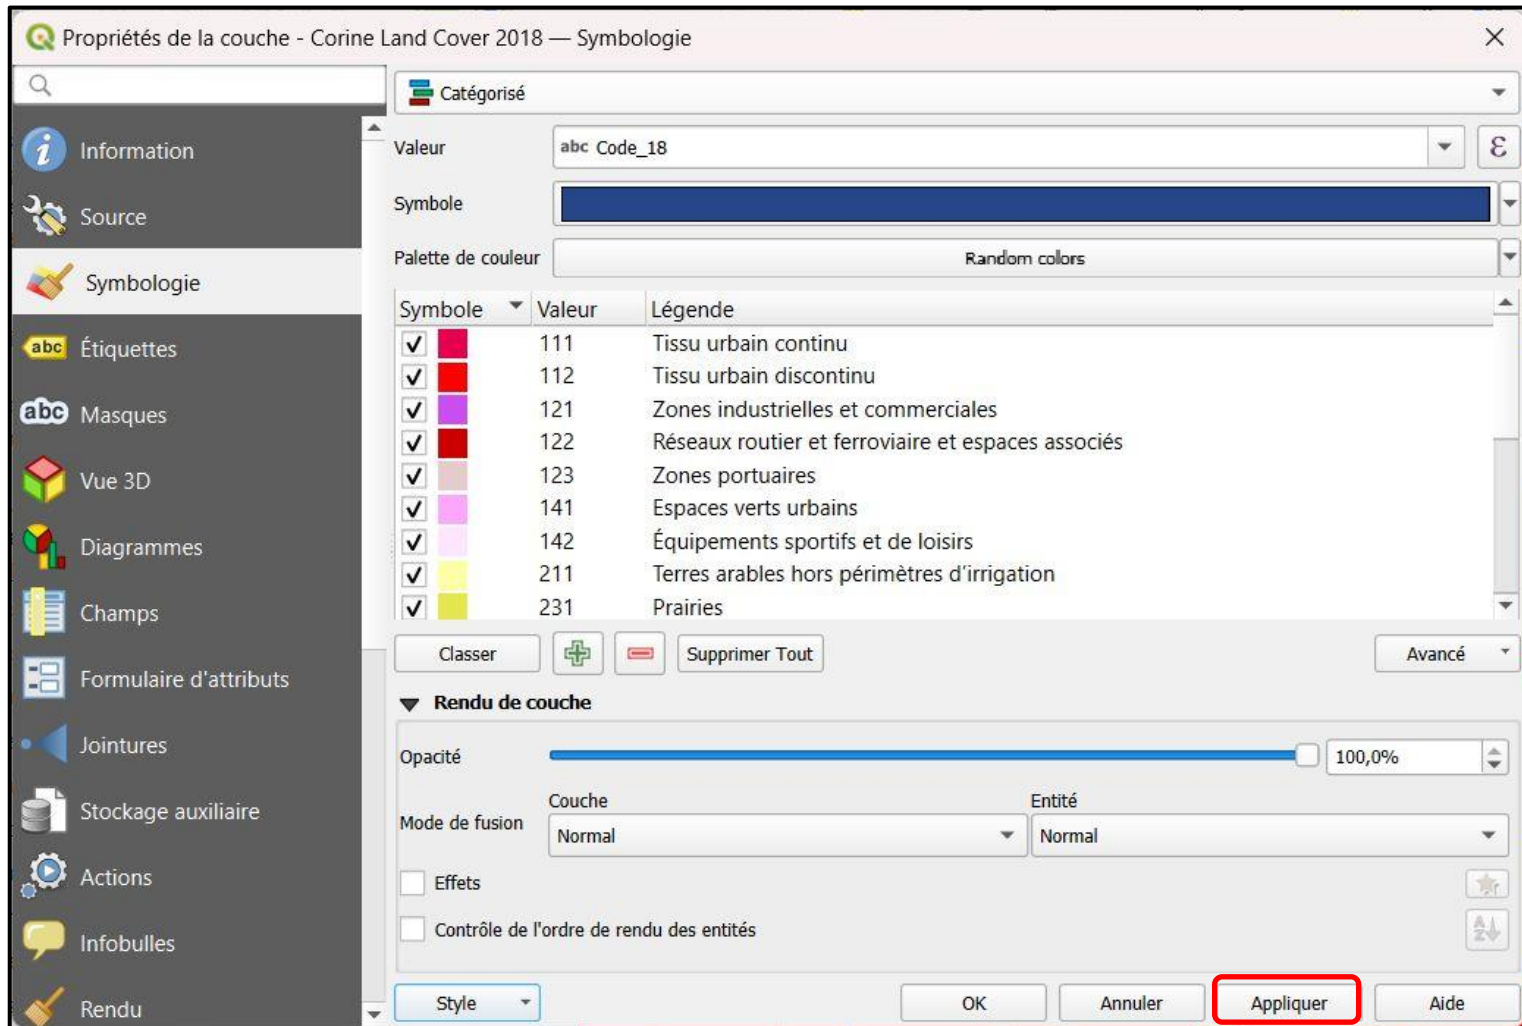 Propriétés de la couche - Corine Land Cover 2018 — Symbologie
Information
Source
Symbologie
abc Étiquettes
abc Masques
Vue 3D
Diagrammes
Champs
Formulaire d'attributs
Jointures
Stockage auxiliaire
Actions
Infobulles
Rendu
Catégorisé
Valeur abc Code_18 ε
Symbole
Palette de couleur Random colors
Symbole Valeur Légende
111 Tissu urbain continu
112 Tissu urbain discontinu
121 Zones industrielles et commerciales
122 Réseaux routier et ferroviaire et espaces associés
123 Zones portuaires
141 Espaces verts urbains
142 Équipements sportifs et de loisirs
211 Terres arables hors périmètres d'irrigation
231 Prairies
Classer Supprimer Tout Avancé
Rendu de couche
Opacité 100,0%
Couche Entité
Mode de fusion Normal Normal
Effets
Contrôle de l'ordre de rendu des entités
A
Z
Style OK Annuler Appliquer Aide